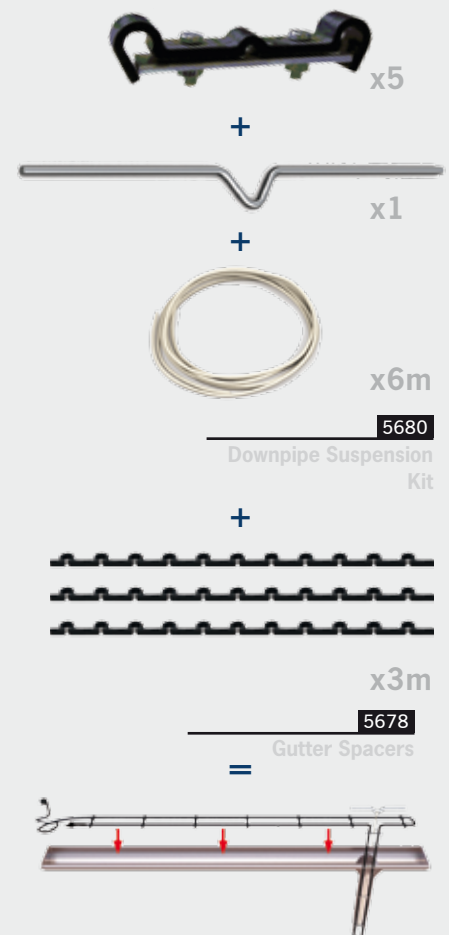 x5
+
x1
+
x6m
5680
Downpipe Suspension
Kit
+
x3m
5678
Gutter Spacers
=